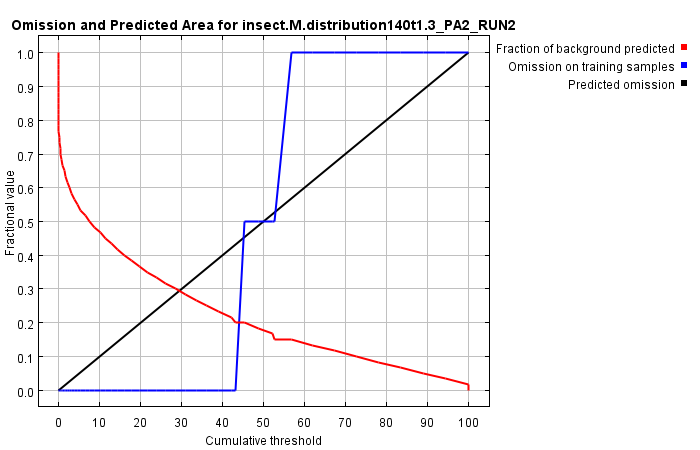 Omission and Predicted Area for insect.M.distribution140t1.3_PA2_RUN2
Fraction of background predicted
Omission on training samples
Predicted omission
Fractional value
1.0
0.9
0.8
0.7
0.6
0.5
0.4
0.3
0.2
0.1
0.0
0 10 20 30 40 50 60 70 80 90 100
Cumulative threshold